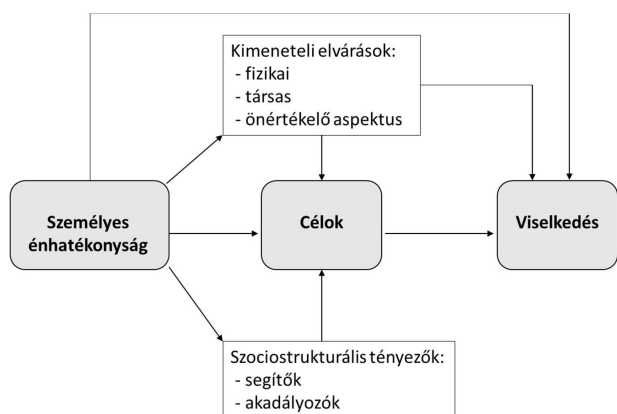 Kimeneteli elvárások:
- fizikai
- társas
- önértékelő aspektus
Személyes
énhatékonyság
Célok
Viselkedés
Szociostrukturális tényezők:
- segítők
- akadályozók